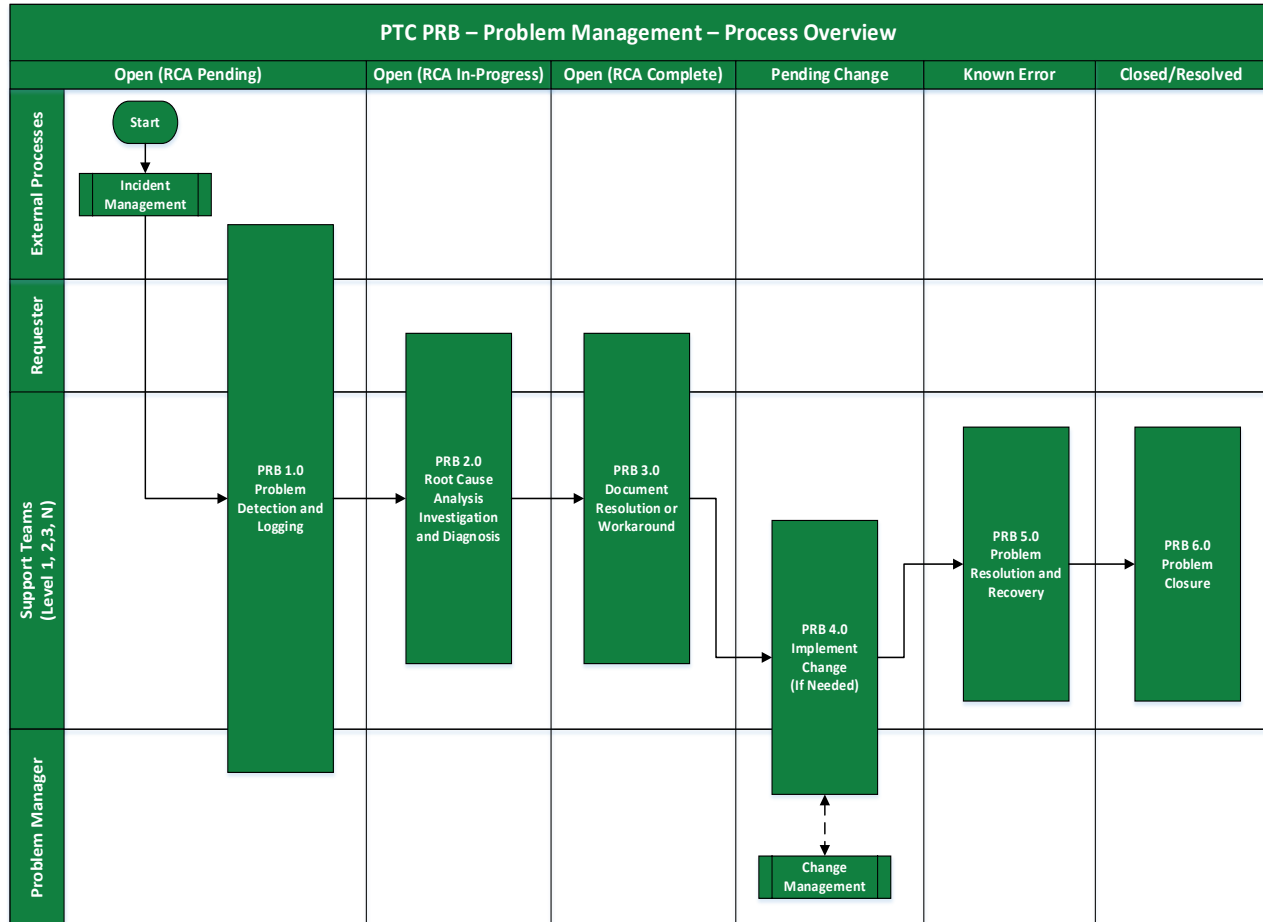 PTC PRB – Problem Management – Process Overview
Open (RCA Pending)
Open (RCA In-Progress)
Open (RCA Complete)
Pending Change
Known Error
Closed/Resolved
External Processes
Start
Incident
Management
Requester
Support Teams
(Level 1, 2,3, N)
PRB 1.0
Problem
Detection and
Logging
PRB 2.0
Root Cause
Analysis
Investigation
and Diagnosis
PRB 3.0
Document
Resolution or
Workaround
PRB 4.0
Implement
Change
(If Needed)
PRB 5.0
Problem
Resolution and
Recovery
PRB 6.0
Problem
Closure
Problem Manager
Change
Management